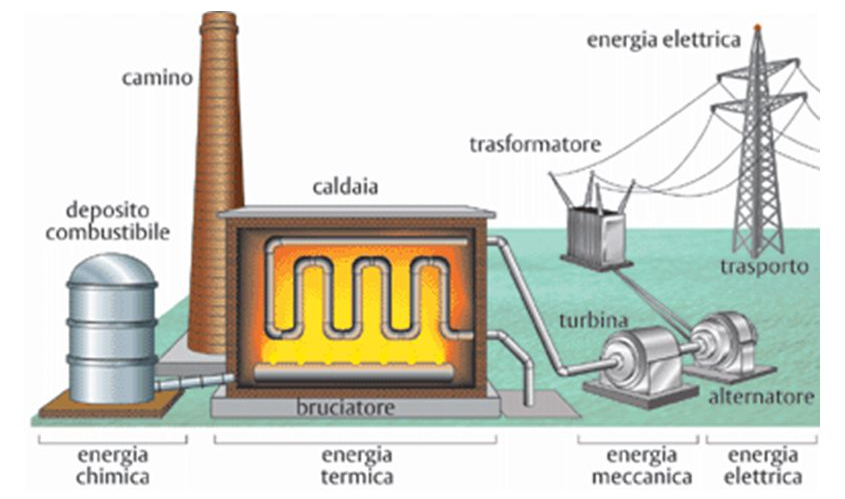 energia elettrica
camino
trasformatore
caldaia
deposito
combustibile
trasporto
turbina
alternatore
bruciatore
energia
chimica
energia
termica
energia
meccanica
energia
elettrica